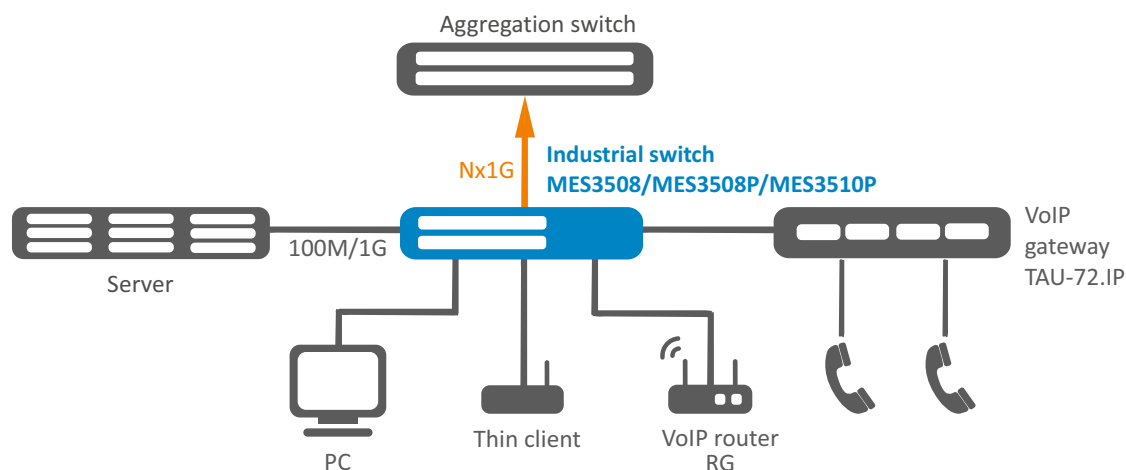 Aggregation switch
Nx1G
Industrial switch
MES3508/MES3508P/MES3510P
100M/1G
Server
VoIP
gateway
TAU-72.IP
PC
Thin client
VoIP router
RG